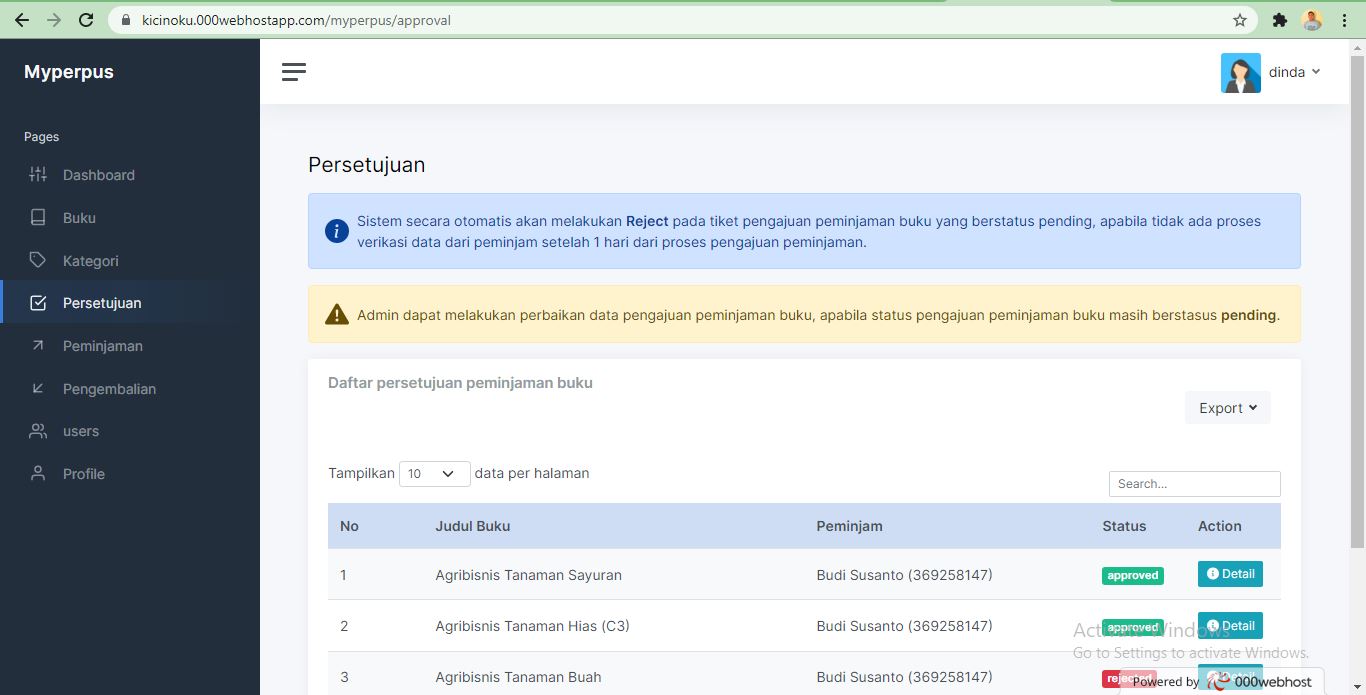 kicinoku.000webhostapp.com/myperpus/approval
Myperpus
dinda
Pages
Dashboard
Buku
Kategori
Persetujuan
Peminjaman
Pengembalian
users
Profile
Persetujuan
Sistem secara otomatis akan melakukan Reject pada tiket pengajuan peminjaman buku yang berstatus pending, apabila tidak ada proses
verifikasi data dari peminjam setelah 1 hari dari proses pengajuan peminjaman.
Admin dapat melakukan perbaikan data pengajuan peminjaman buku, apabila status pengajuan peminjaman buku masih berstasus pending.
Daftar persetujuan peminjaman buku
Export
Tampilkan 10 data per halaman
Search...
No Judul Buku Peminjam Status Action
1 Agribisnis Tanaman Sayuran Budi Susanto (369258147) approved Detail
2 Agribisnis Tanaman Hias (C3) Budi Susanto (369258147) approved Detail
3 Agribisnis Tanaman Buah Budi Susanto (369258147)
Activate Windows
Go to Settings to activate Windows.
Powered by 000webhost